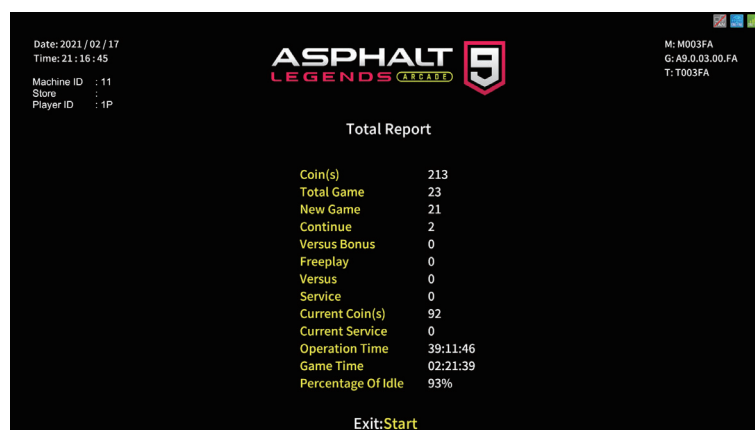 Date: 2021 / 02 / 17
Time: 21 : 16 : 45
Machine ID : 11
Store :
Player ID : 1P
ASPHALT 9
LEGENDS ARCADE
M: M003FA
G: A9.0.03.00.FA
T: T003FA
Total Report
Coin(s) 213
Total Game 23
New Game 21
Continue 2
Versus Bonus 0
Freeplay 0
Versus 0
Service 0
Current Coin(s) 92
Current Service 0
Operation Time 39:11:46
Game Time 02:21:39
Percentage Of Idle 93%
Exit:Start